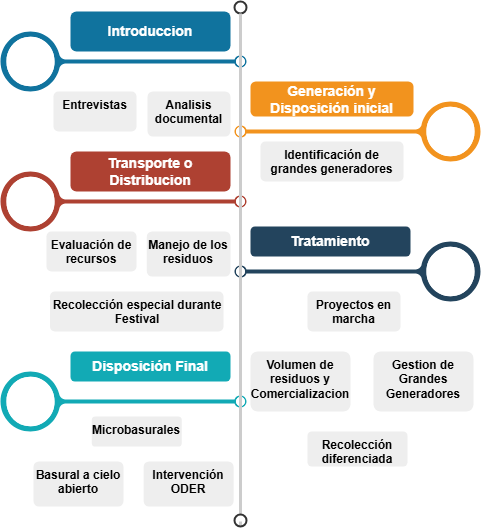 Introduccion
Entrevistas
Analisis
documental
Generación y
Disposición inicial
Identificación de
grandes generadores
Transporte o
Distribucion
Evaluación de
recursos
Manejo de los
residuos
Recolección especial durante
Festival
Tratamiento
Proyectos en
marcha
Volumen de
residuos y
Comercializacion
Gestion de
Grandes
Generadores
Recolección
diferenciada
Disposición Final
Microbasurales
Basural a cielo
abierto
Intervención
ODER